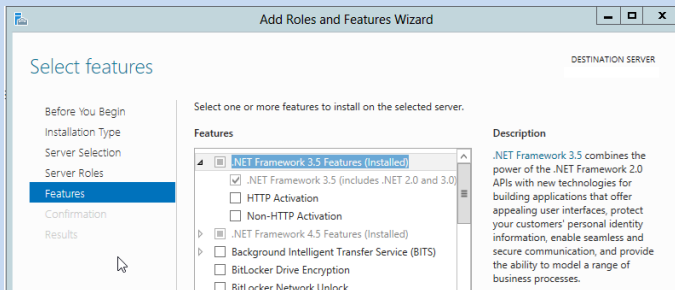 Add Roles and Features Wizard
Select features
DESTINATION SERVER
Before You Begin
Installation Type
Server Selection
Server Roles
Features
Confirmation
Results
Select one or more features to install on the selected server.
Features
.NET Framework 3.5 Features (Installed)
.NET Framework 3.5 (includes .NET 2.0 and 3.0)
HTTP Activation
Non-HTTP Activation
.NET Framework 4.5 Features (Installed)
Background Intelligent Transfer Service (BITS)
BitLocker Drive Encryption
BitLocker Network Unlock
Description
.NET Framework 3.5 combines the
power of the .NET Framework 2.0
APIs with new technologies for
building applications that offer
appealing user interfaces, protect
your customers' personal identity
information, enable seamless and
secure communication, and provide
the ability to model a range of
business processes.